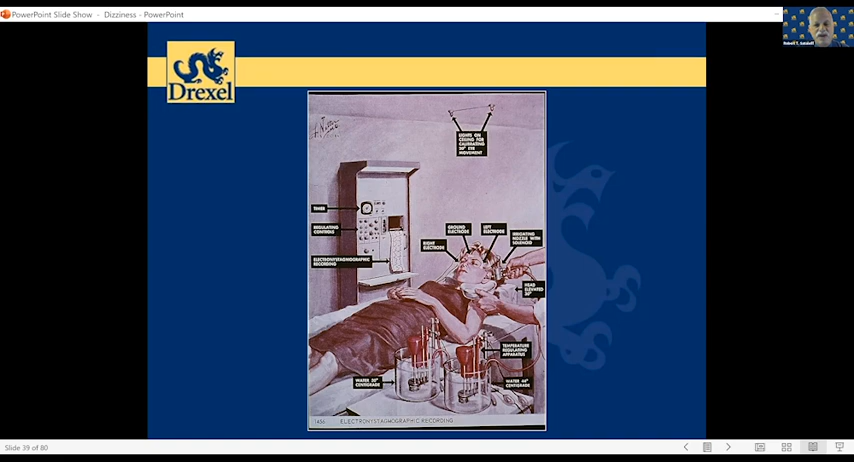 PowerPoint Slide Show - Dizziness - PowerPoint
Drexel
LIGHTS ON
CEILING FOR
CALIBRATING
20° EYE
MOVEMENT
TIMER
REGULATING
CONTROLS
ELECTRONYSTAGMOGRAPHIC
RECORDING
RIGHT
ELECTRODE
GROUND
ELECTRODE
LEFT
ELECTRODE
IRRIGATING
NOZZLE WITH
SOLENOID
HEAD
ELEVATED
30°
TEMPERATURE
REGULATING
APPARATUS
WATER 30°
CENTIGRADE
WATER 44°
CENTIGRADE
1456 ELECTRONYSTAGMOGRAPHIC RECORDING
Slide 39 of 80